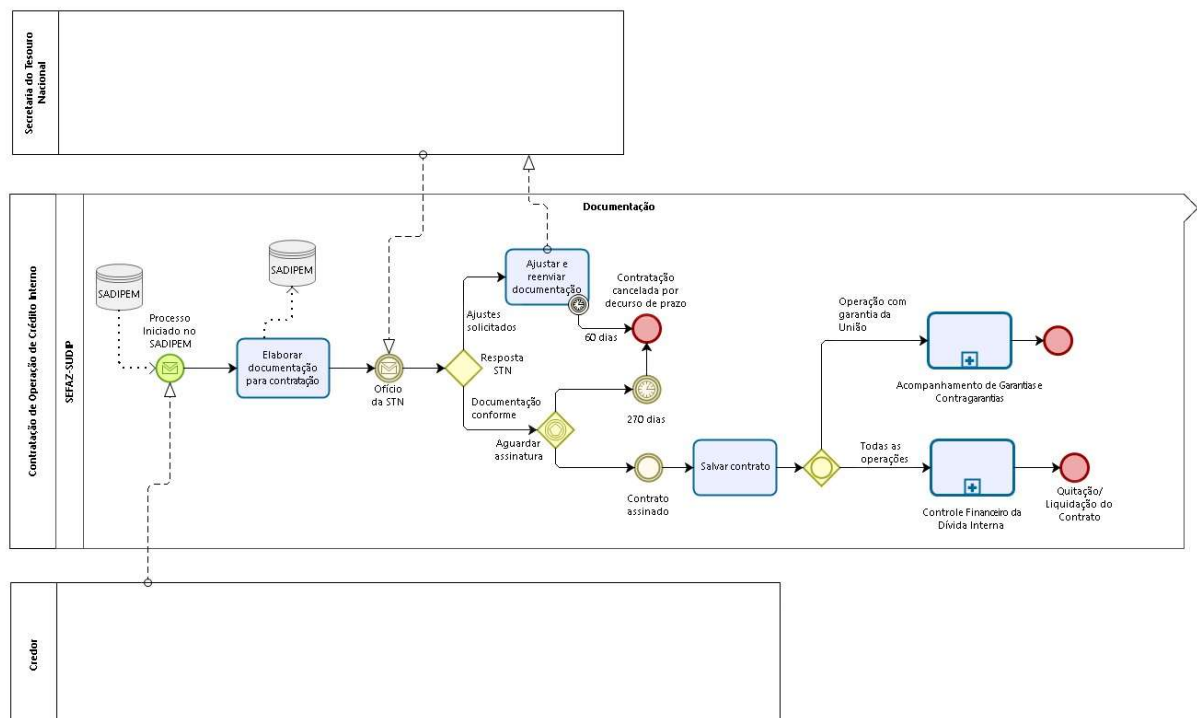 Secretaria do Tesouro
Nacional
Contratação de Operação de Crédito Interno
SEFAZ-SUDIP
Documentação
SADIPEM
Processo
Iniciado no
SADIPEM
SADIPEM
Elaborar
documentação
para contratação
Ofício
da STN
Ajustes
solicitados
Resposta
STN
Documentação
conforme
Ajustar e
reenviar
documentação
60 dias
Contratação
cancelada por
decurso de prazo
Aguardar
assinatura
270 dias
Contrato
assinado
Salvar contrato
Operação com
garantia da
União
Acompanhamento de Garantias e
Contragarantias
Todas as
operações
Controle Financeiro da
Dívida Interna
Quitação/
Liquidação do
Contrato
Credor